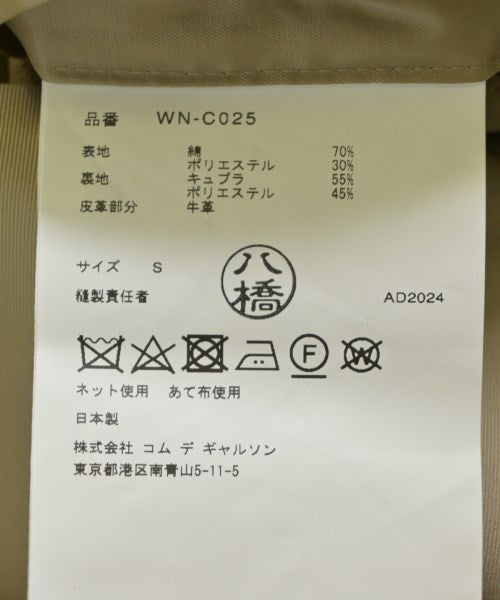 品番 WN-C025
表地 綿 70%
ポリエステル 30%
裏地 キュプラ 55%
ポリエステル 45%
皮革部分 牛革
サイズ S
八橋
縫製責任者 AD2024
F W
ネット使用 あて布使用
日本製
株式会社 コム デ ギャルソン
東京都港区南青山5-11-5